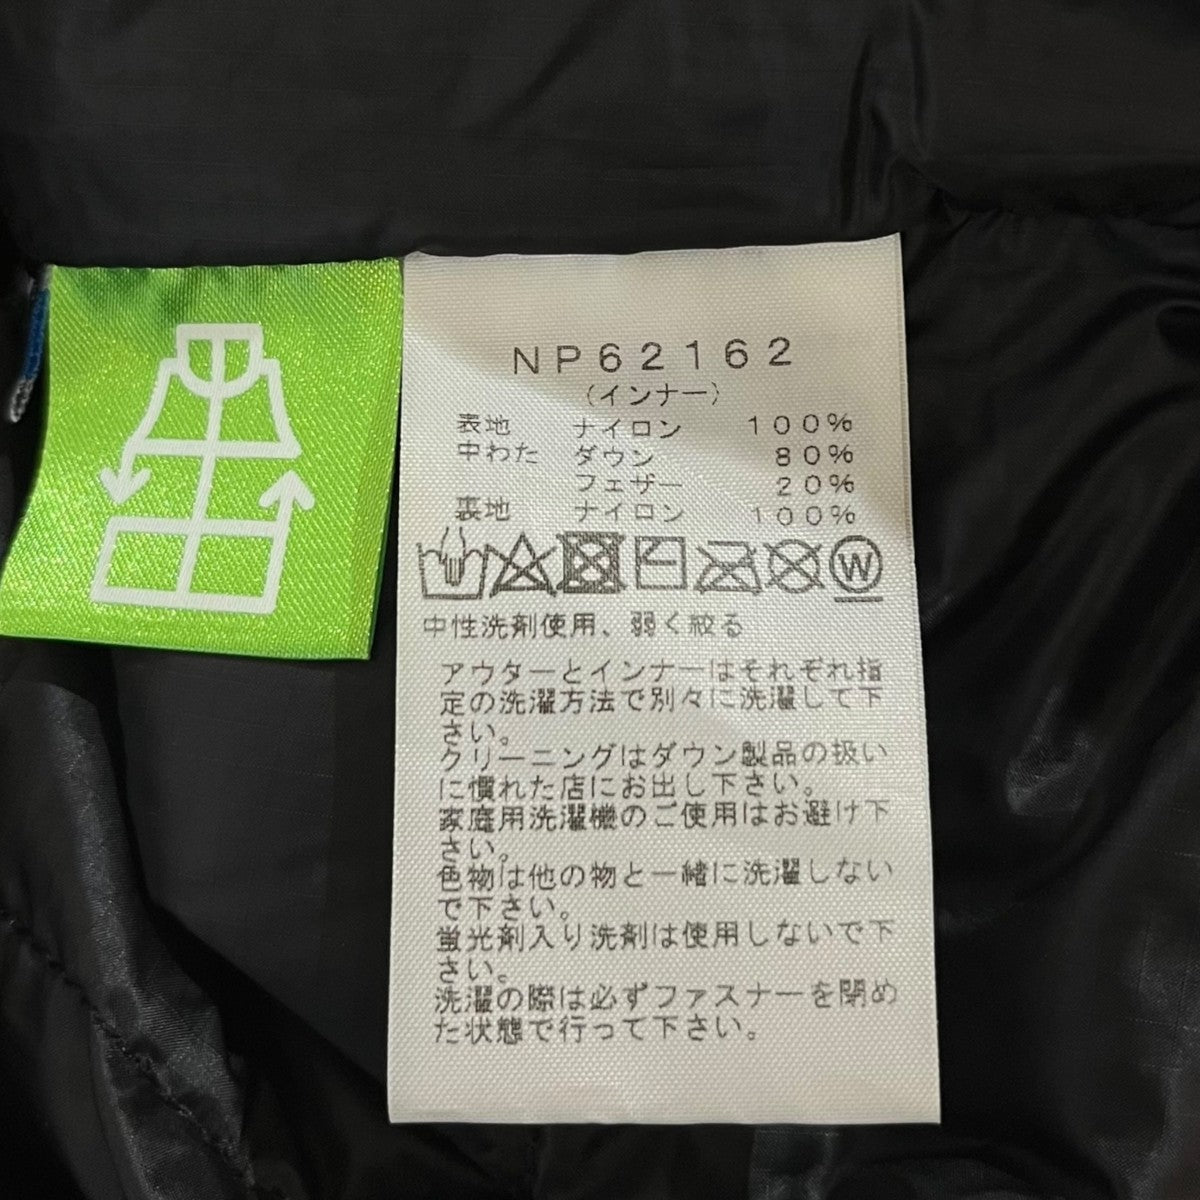 NP62162
(インナー)
表地 ナイロン 100%
中わた ダウン 80%
フェザー 20%
裏地 ナイロン 100%
W
中性洗剤使用、弱く絞る
アウターとインナーはそれぞれ指
定の洗濯方法で別々に洗濯して下
さい。
クリーニングはダウン製品の扱い
に慣れた店にお出し下さい。
家庭用洗濯機のご使用はお避け下
さい。
色物は他の物と一緒に洗濯しない
で下さい。
蛍光剤入り洗剤は使用しないで下
さい。
洗濯の際は必ずファスナーを閉め
た状態で行って下さい。